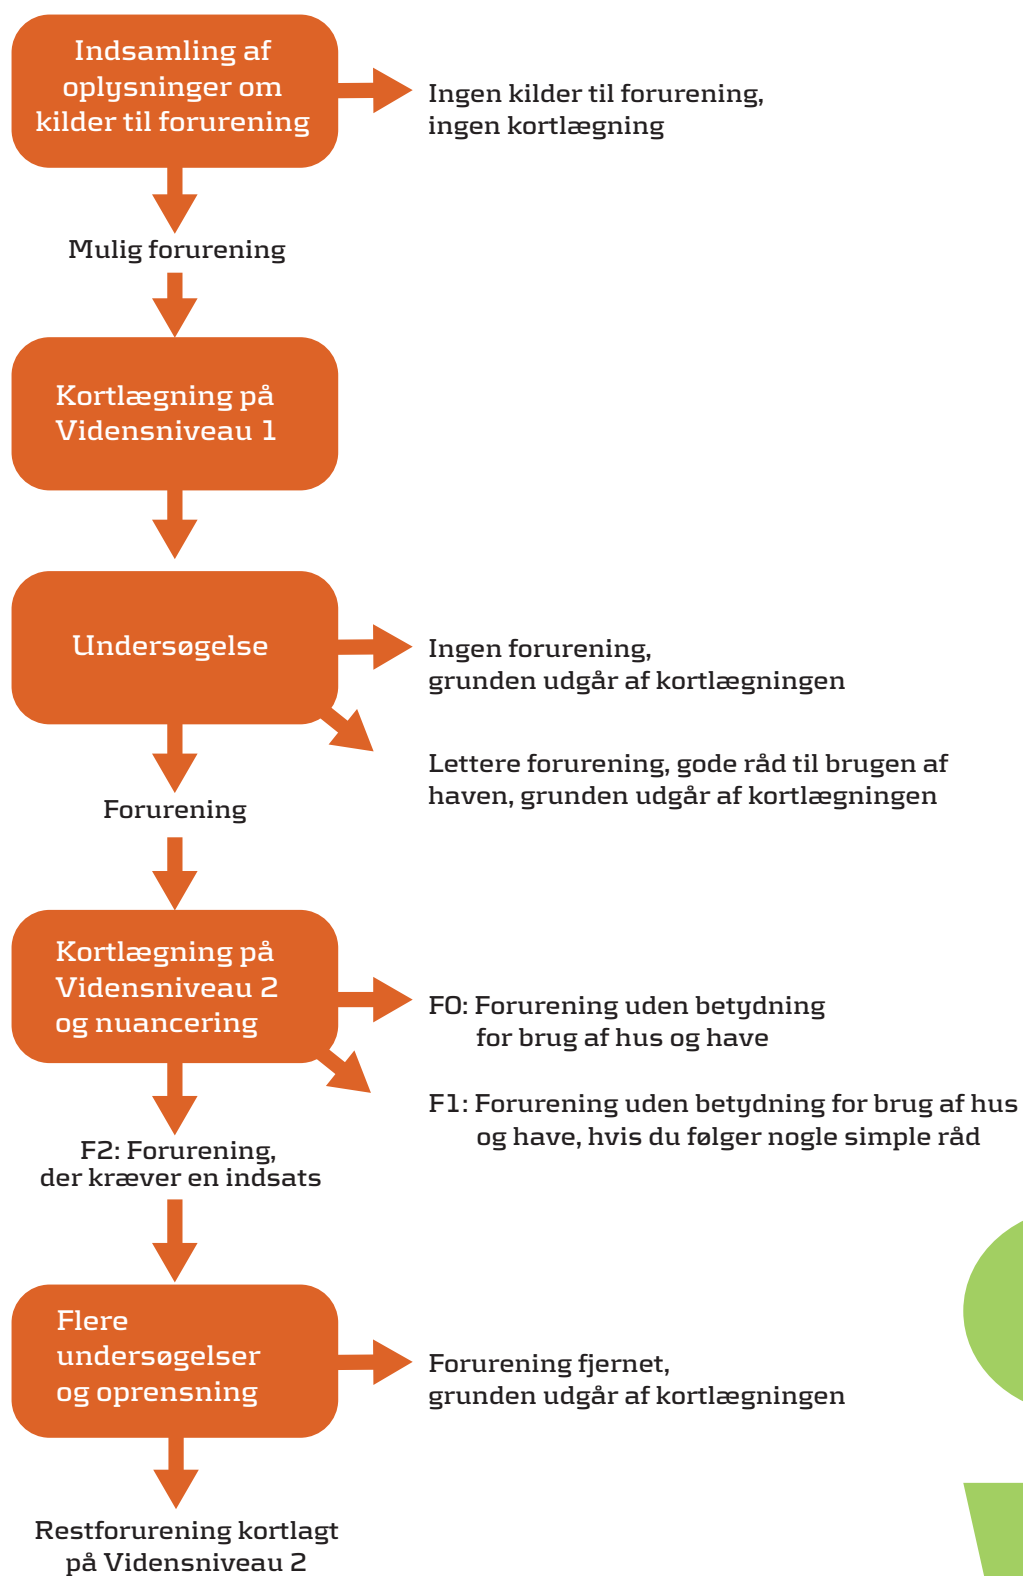 Indsamling af
oplysninger om
kilder til forurening
Ingen kilder til forurening,
ingen kortlægning
Mulig forurening
Kortlægning på
Vidensniveau 1
Undersøgelse
Ingen forurening,
grunden udgår af kortlægningen
Lettere forurening, gode råd til brugen af
haven, grunden udgår af kortlægningen
Forurening
Kortlægning på
Vidensniveau 2
og nuancering
F0: Forurening uden betydning
for brug af hus og have
F1: Forurening uden betydning for brug af hus
og have, hvis du følger nogle simple råd
F2: Forurening,
der kræver en indsats
Flere
undersøgelser
og oprensning
Forurening fjernet,
grunden udgår af kortlægningen
Restforurening kortlagt
på Vidensniveau 2